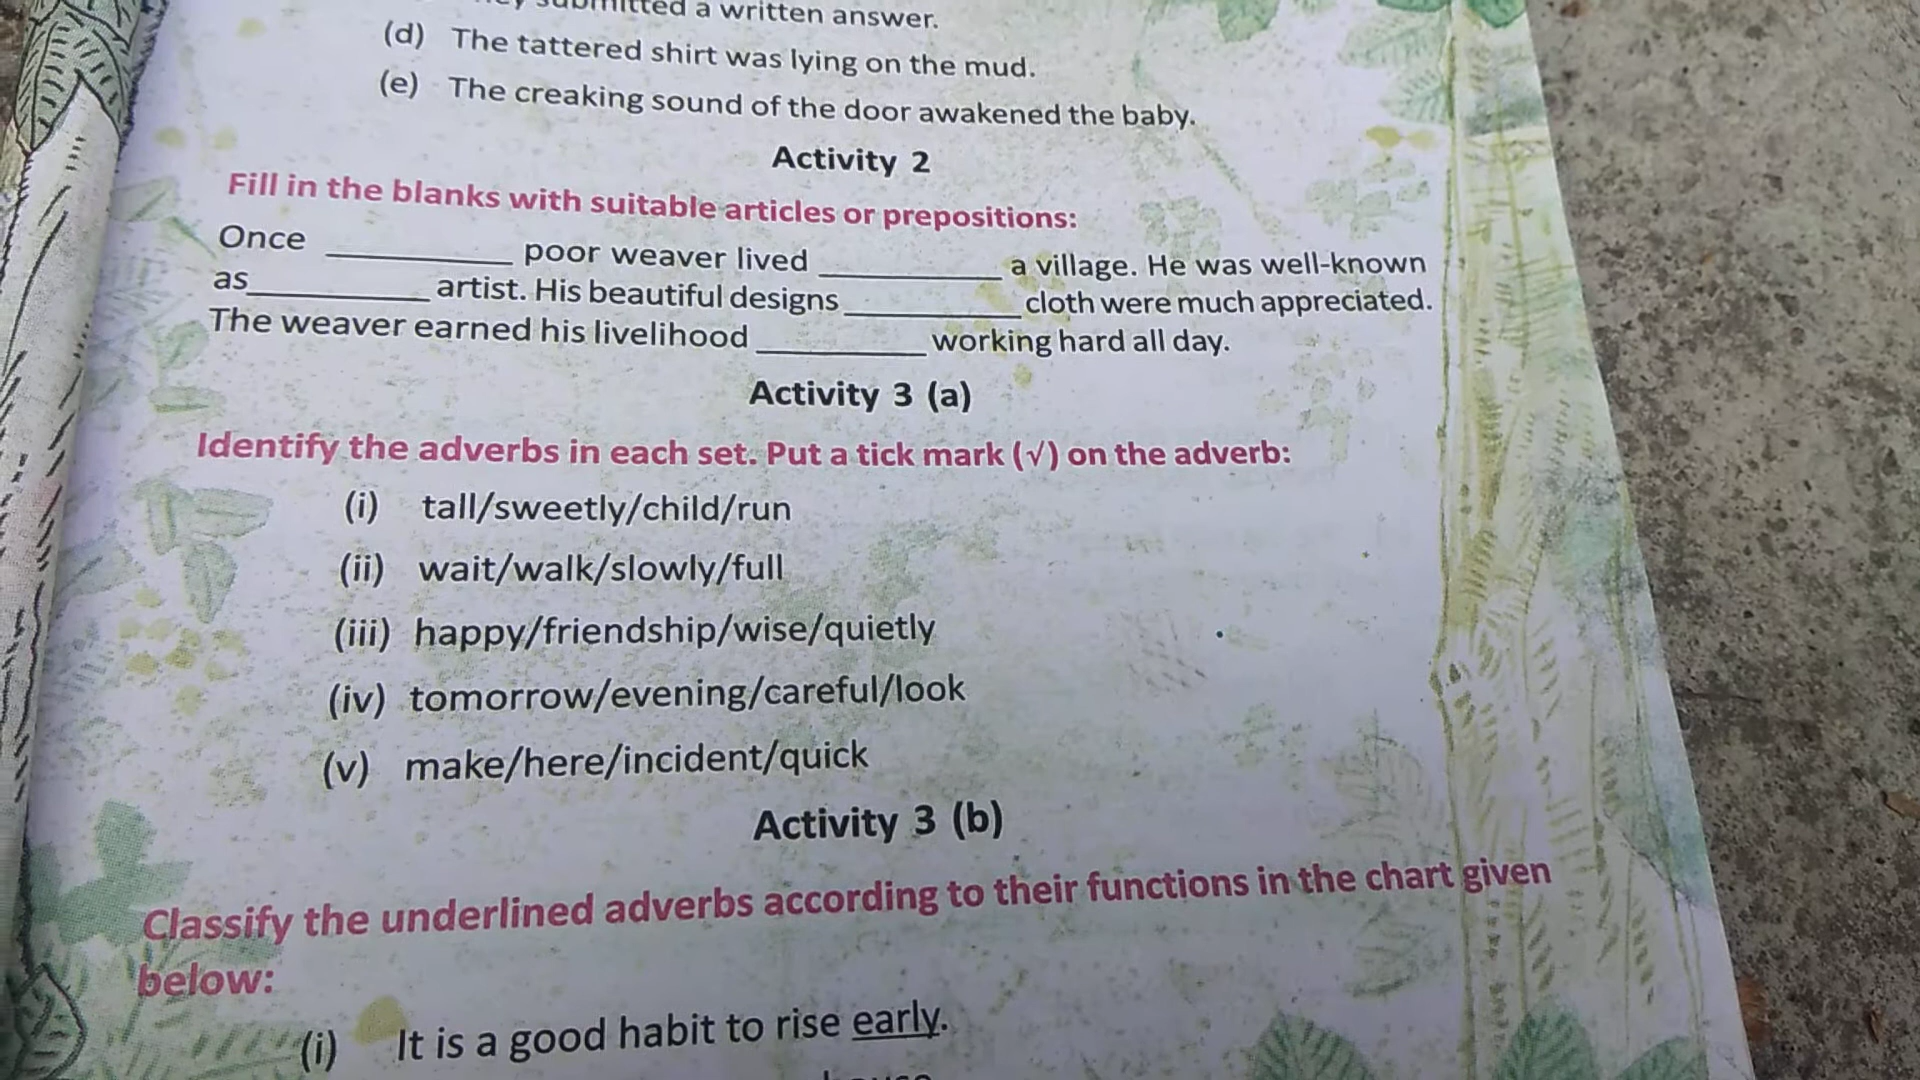 submitted a written answer.
(d) The tattered shirt was lying on the mud.
(e) The creaking sound of the door awakened the baby.
Activity 2
Fill in the blanks with suitable articles or prepositions:
Once __________ poor weaver lived __________ a village. He was well-known
as__________ artist. His beautiful designs __________ cloth were much appreciated.
The weaver earned his livelihood __________ working hard all day.
Activity 3 (a)
Identify the adverbs in each set. Put a tick mark (√) on the adverb:
(i) tall/sweetly/child/run
(ii) wait/walk/slowly/full
(iii) happy/friendship/wise/quietly
(iv) tomorrow/evening/careful/look
(v) make/here/incident/quick
Activity 3 (b)
Classify the underlined adverbs according to their functions in the chart given
below:
(i) It is a good habit to rise early.